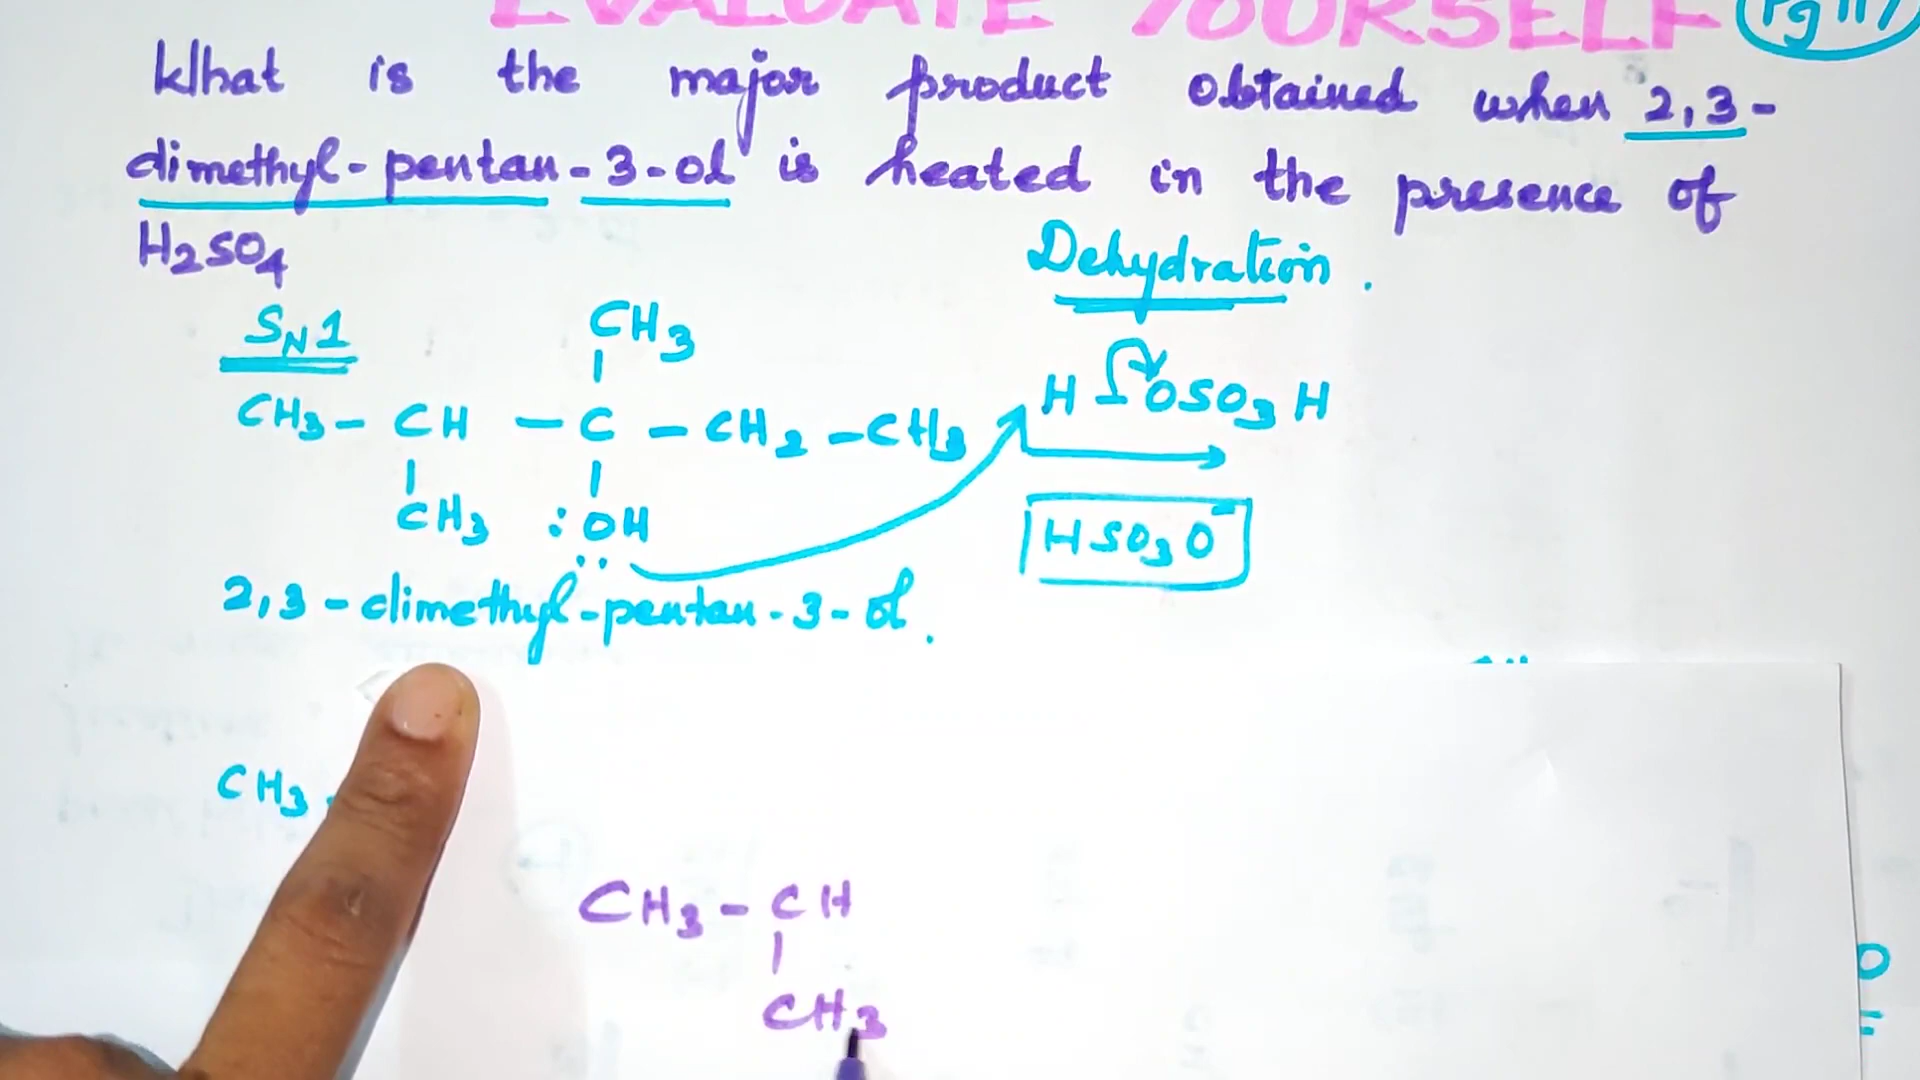 EVALUATE YOURSELF
What is the major product obtained when 2,3-
dimethyl-pentan-3-ol is heated in the presence of
H2SO4
Dehydration.
SN1
CH3
CH3-CH-C-CH2-CH3
H OSO3H
CH3 :OH
HSO3O-
2,3-dimethyl-pentan-3-ol.
CH3
CH3-CH
CH3